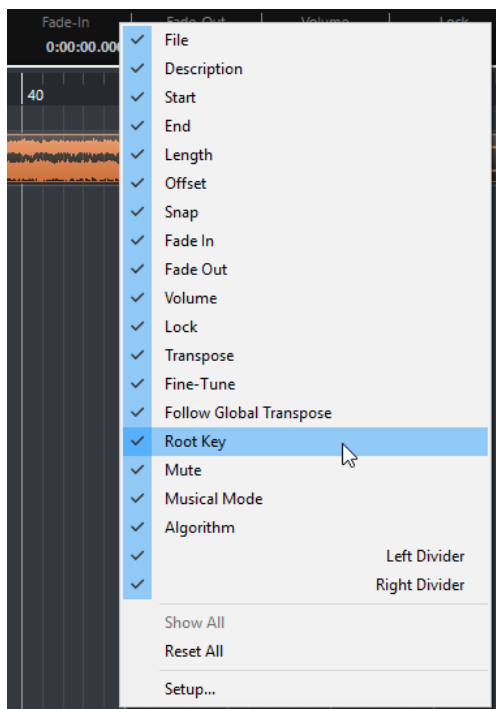 Fade-In Fade-Out Volume Lock
0:00:00.000
40
File
Description
Start
End
Length
Offset
Snap
Fade In
Fade Out
Volume
Lock
Transpose
Fine-Tune
Follow Global Transpose
Root Key
Mute
Musical Mode
Algorithm
Left Divider
Right Divider
Show All
Reset All
Setup...